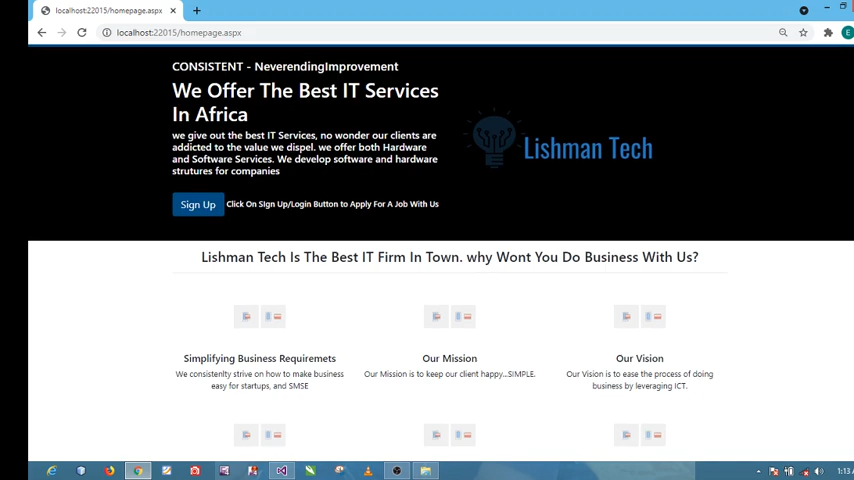 localhost:22015/homepage.aspx
localhost:22015/homepage.aspx
E
CONSISTENT - NeverendingImprovement
We Offer The Best IT Services
In Africa
we give out the best IT Services, no wonder our clients are
addicted to the value we dispel. we offer both Hardware
and Software Services. We develop software and hardware
strutures for companies
Lishman Tech
Sign Up Click On SIgn Up/Login Button to Apply For A Job With Us
Lishman Tech Is The Best IT Firm In Town. why Wont You Do Business With Us?
Simplifying Business Requiremets
We consistenlty strive on how to make business
easy for startups, and SMSE
Our Mission
Our Mission is to keep our client happy...SIMPLE.
Our Vision
Our Vision is to ease the process of doing
business by leveraging ICT.
1:13